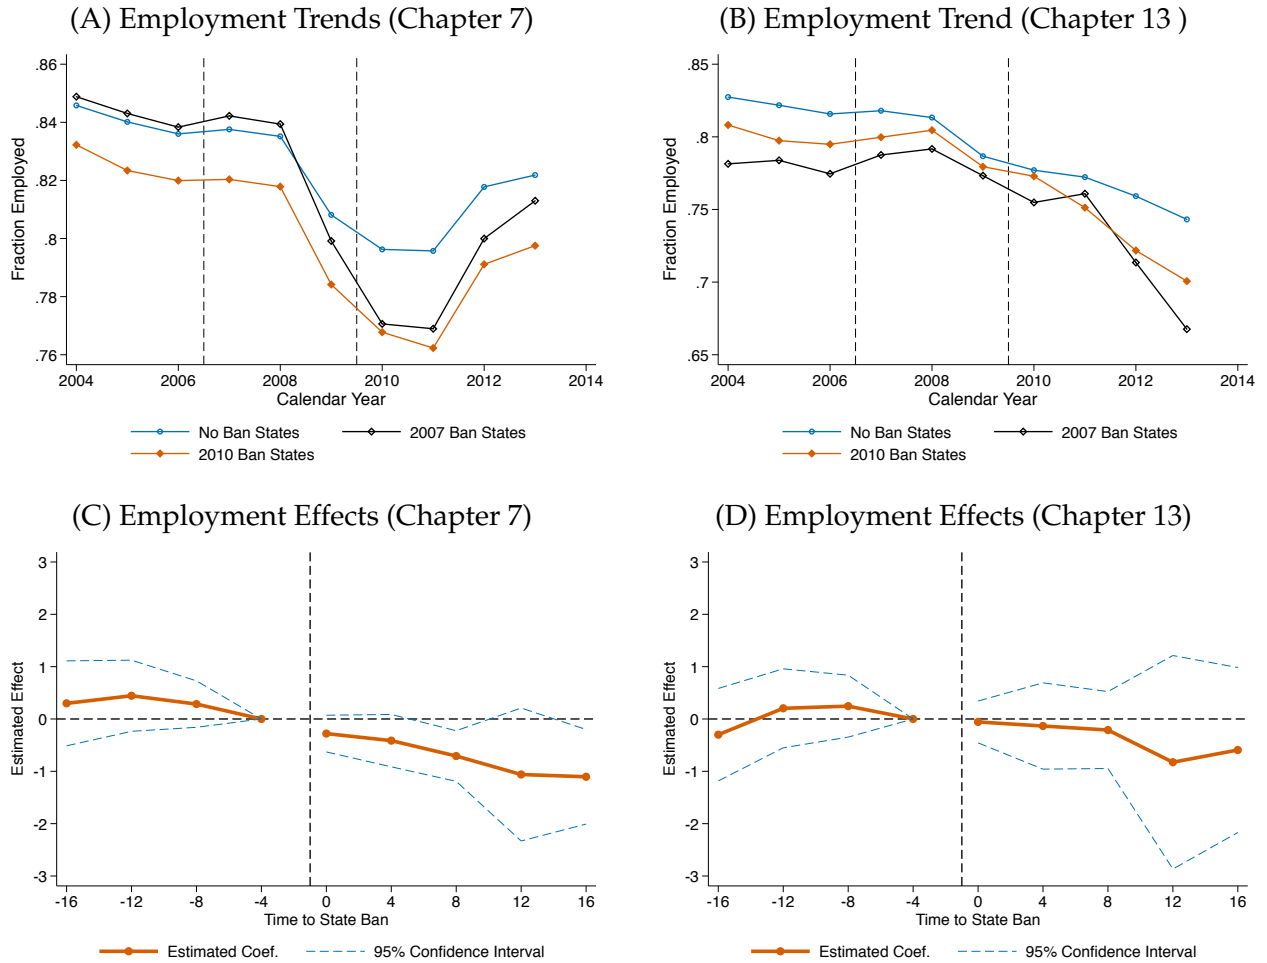 (A) Employment Trends (Chapter 7)
.86
.84
.82
.8
.78
.76
Fraction Employed
2004 2006 2008 2010 2012 2014
Calendar Year
No Ban States 2007 Ban States
2010 Ban States
(B) Employment Trend (Chapter 13 )
.85
.8
.75
.7
.65
Fraction Employed
2004 2006 2008 2010 2012 2014
Calendar Year
No Ban States 2007 Ban States
2010 Ban States
(C) Employment Effects (Chapter 7)
3
2
1
0
-1
-2
-3
Estimated Effect
-16 -12 -8 -4 0 4 8 12 16
Time to State Ban
Estimated Coef. 95% Confidence Interval
(D) Employment Effects (Chapter 13)
3
2
1
0
-1
-2
-3
Estimated Effect
-16 -12 -8 -4 0 4 8 12 16
Time to State Ban
Estimated Coef. 95% Confidence Interval